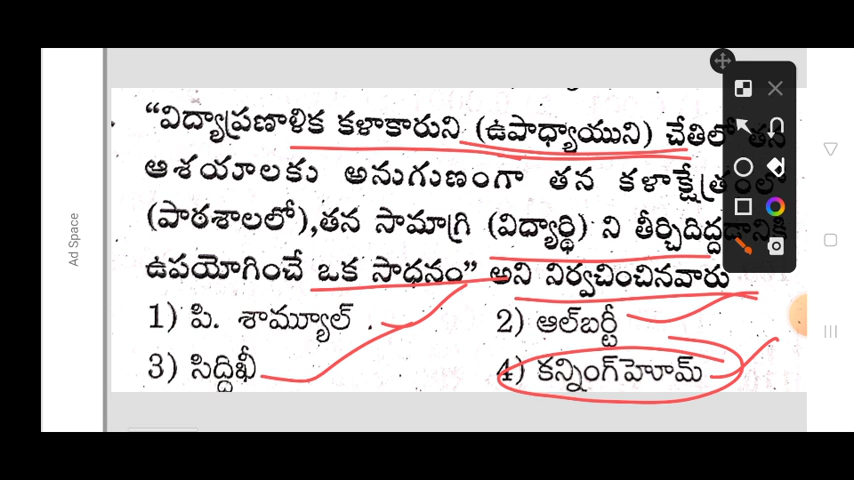 Ad Space
“విద్యాప్రణాళిక కళాకారుని (ఉపాధ్యాయుని) చేతిలో తన
ఆశయాలకు అనుగుణంగా తన కళాక్షేత్రంలో
(పాఠశాలలో),తన సామాగ్రి (విద్యార్థి) ని తీర్చిదిద్దడానికి
ఉపయోగించే ఒక సాధనం” అని నిర్వచించినవారు
1) పి. శామ్యూల్ . 2) ఆల్‌బర్టీ
3) సిద్దిఖీ 4) కన్నింగ్‌హెూమ్